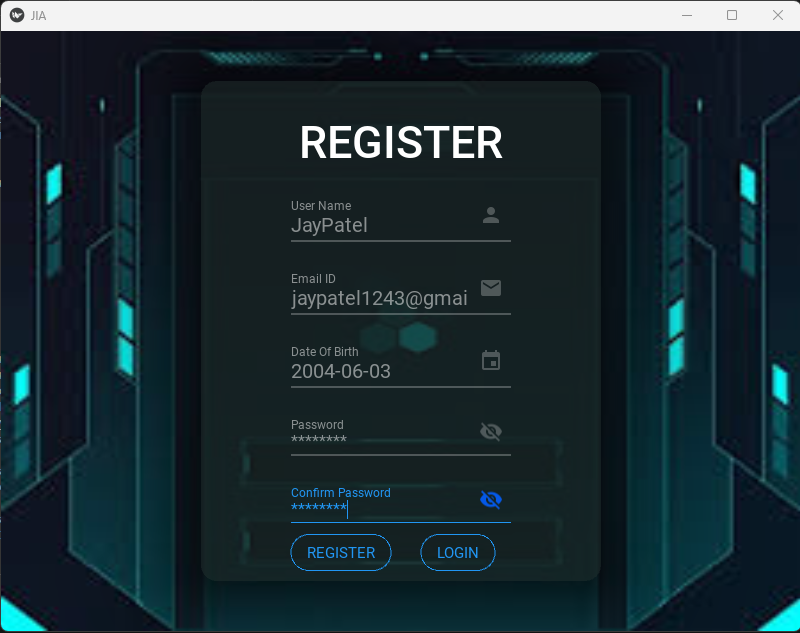 JIA
REGISTER
User Name
JayPatel
Email ID
jaypatel1243@gmai
Date Of Birth
2004-06-03
Password
********
Confirm Password
********
REGISTER LOGIN